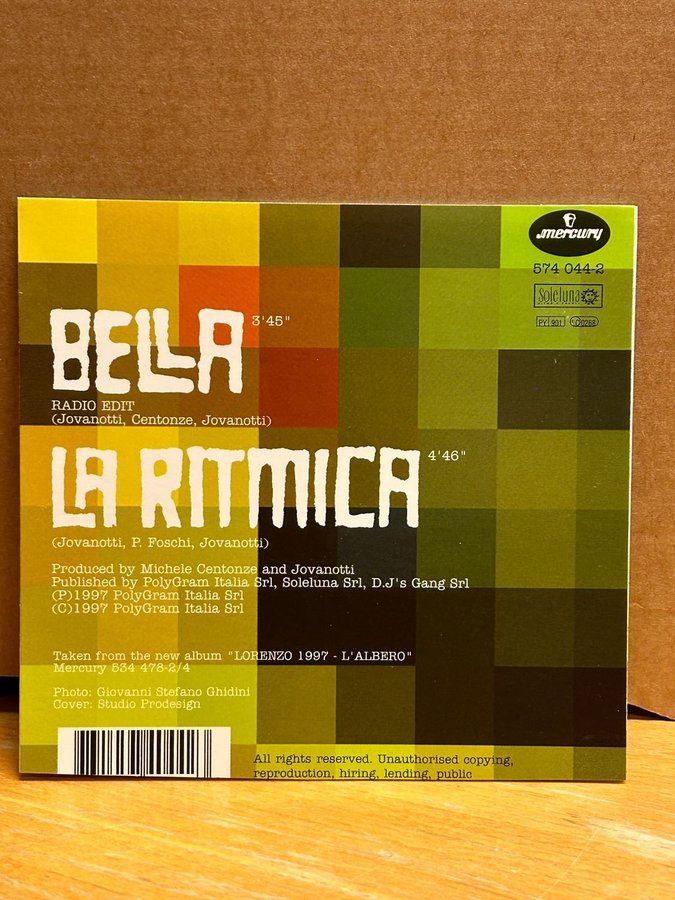 mercury
574 044-2
Soleluna
PY 901
BELLA 3'45"
RADIO EDIT
(Jovanotti, Centonze, Jovanotti)
LA RITMICA 4'46"
(Jovanotti, P. Foschi, Jovanotti)
Produced by Michele Centonze and Jovanotti
Published by PolyGram Italia Srl, Soleluna Srl, D.J's Gang Srl
(P)1997 PolyGram Italia Srl
(C)1997 PolyGram Italia Srl
Taken from the new album "LORENZO 1997 - L'ALBERO"
Mercury 534 478-2/4
Photo: Giovanni Stefano Ghidini
Cover: Studio Prodesign
All rights reserved. Unauthorised copying,
reproduction, hiring, lending, public